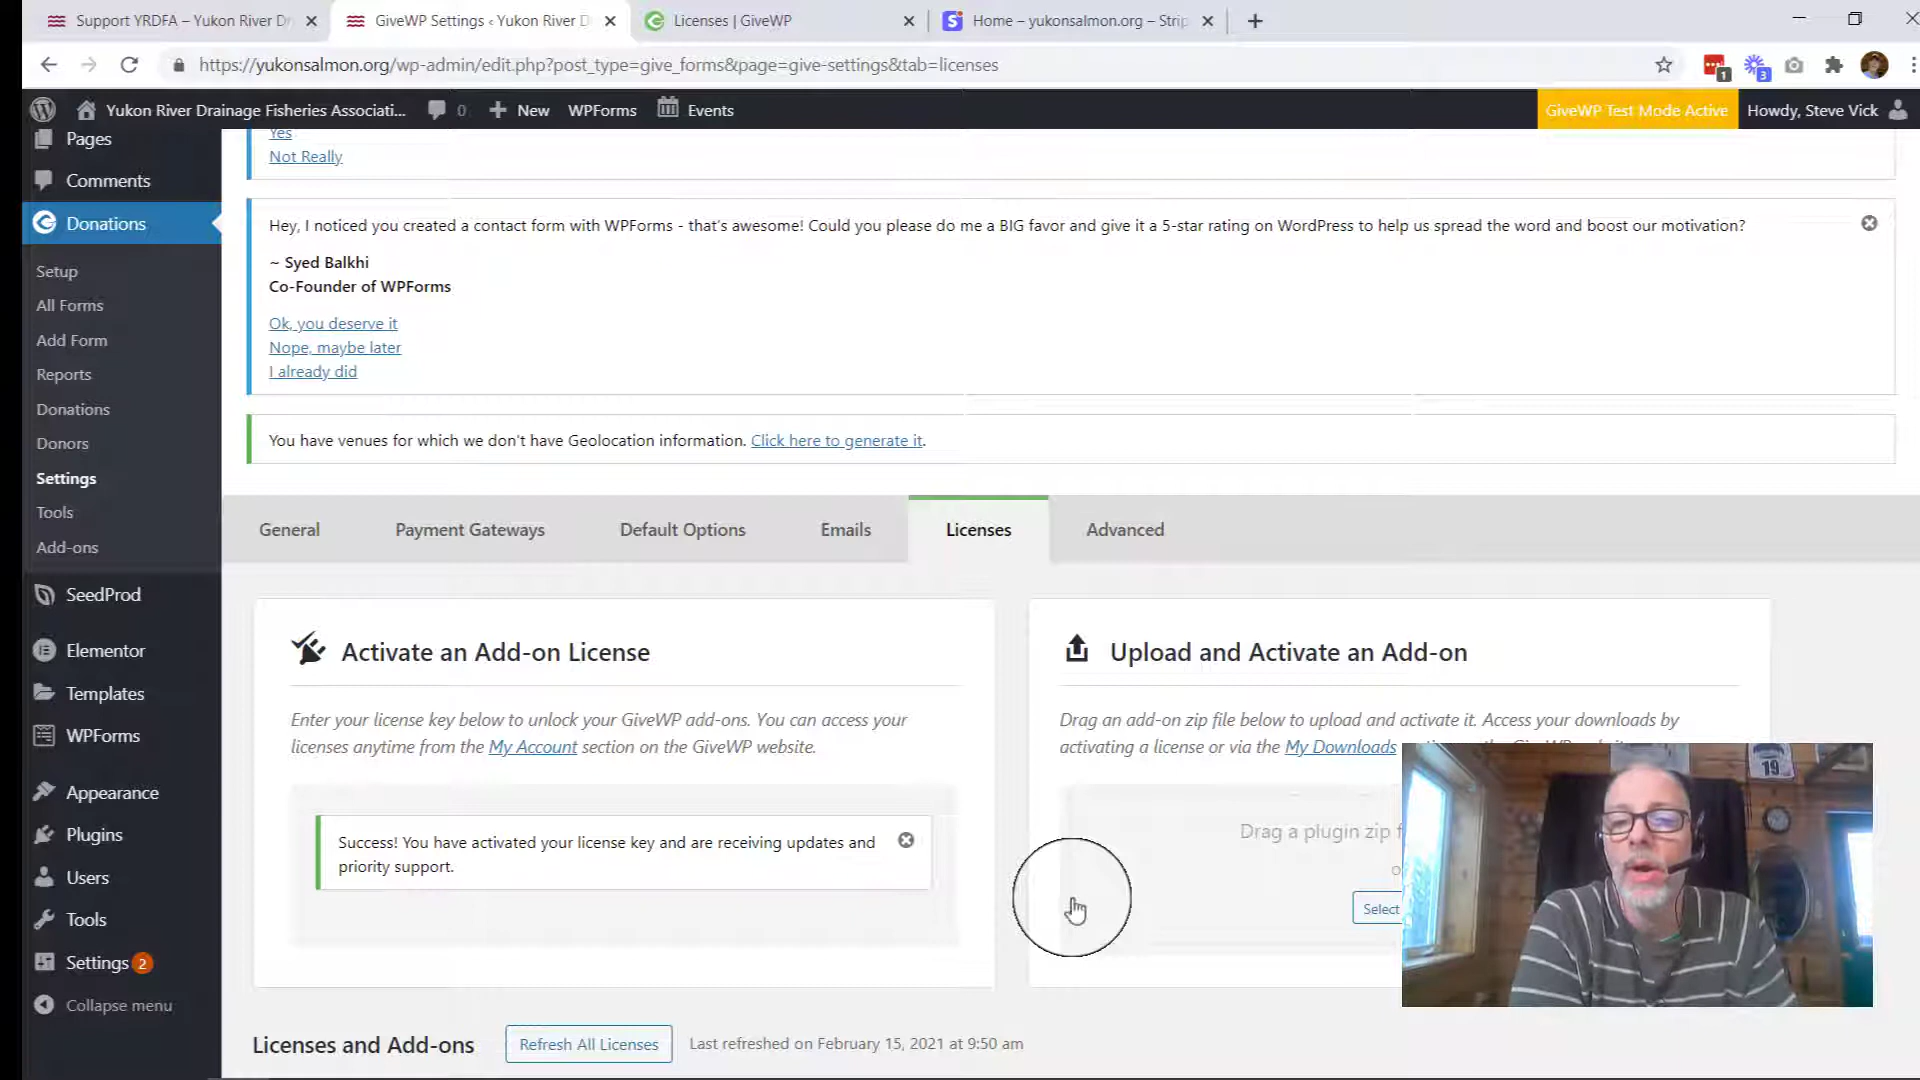 Support YRDFA – Yukon River Dr
GiveWP Settings ‹ Yukon River D
Licenses | GiveWP
Home – yukonsalmon.org – Strip
https://yukonsalmon.org/wp-admin/edit.php?post_type=give_forms&page=give-settings&tab=licenses
1
3
Yukon River Drainage Fisheries Associati...
0
New
WPForms
Events
GiveWP Test Mode Active
Howdy, Steve Vick
Pages
Comments
Donations
Setup
All Forms
Add Form
Reports
Donations
Donors
Settings
Tools
Add-ons
SeedProd
Elementor
Templates
WPForms
Appearance
Plugins
Users
Tools
Settings 2
Collapse menu
Yes
Not Really
Hey, I noticed you created a contact form with WPForms - that's awesome! Could you please do me a BIG favor and give it a 5-star rating on WordPress to help us spread the word and boost our motivation?
~ Syed Balkhi
Co-Founder of WPForms
Ok, you deserve it
Nope, maybe later
I already did
You have venues for which we don't have Geolocation information. Click here to generate it.
General
Payment Gateways
Default Options
Emails
Licenses
Advanced
Activate an Add-on License
Enter your license key below to unlock your GiveWP add-ons. You can access your
licenses anytime from the My Account section on the GiveWP website.
Success! You have activated your license key and are receiving updates and
priority support.
Upload and Activate an Add-on
Drag an add-on zip file below to upload and activate it. Access your downloads by
activating a license or via the My Downloads
Drag a plugin zip f
o
Select
19
Licenses and Add-ons
Refresh All Licenses
Last refreshed on February 15, 2021 at 9:50 am